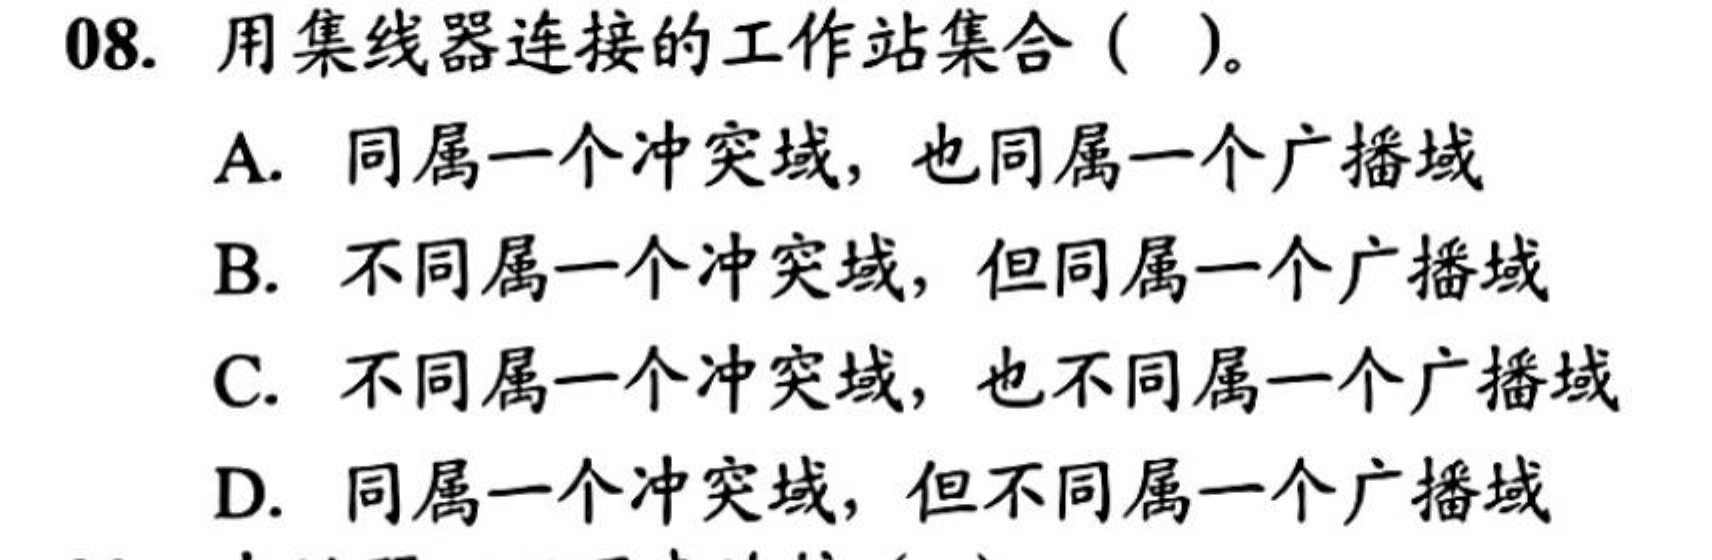 08. 用集线器连接的工作站集合（ ）。
A. 同属一个冲突域，也同属一个广播域
B. 不同属一个冲突域，但同属一个广播域
C. 不同属一个冲突域，也不同属一个广播域
D. 同属一个冲突域，但不同属一个广播域